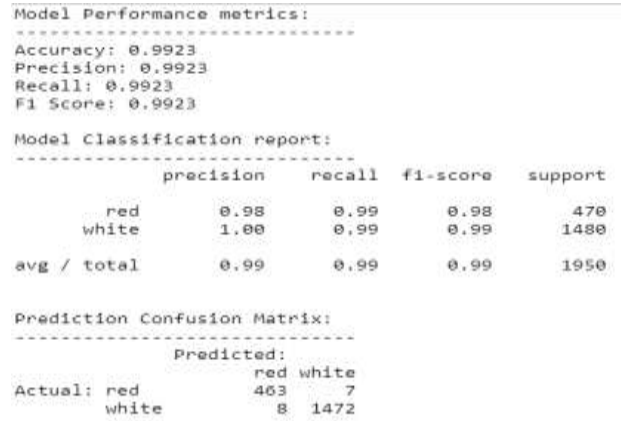 Model Performance metrics:
------------------------------
Accuracy: 0.9923
Precision: 0.9923
Recall: 0.9923
F1 Score: 0.9923
Model Classification report:
------------------------------
precision recall f1-score support
red 0.98 0.99 0.98 470
white 1.00 0.99 0.99 1480
avg / total 0.99 0.99 0.99 1950
Prediction Confusion Matrix:
------------------------------
Predicted:
red white
Actual: red 463 7
white 8 1472